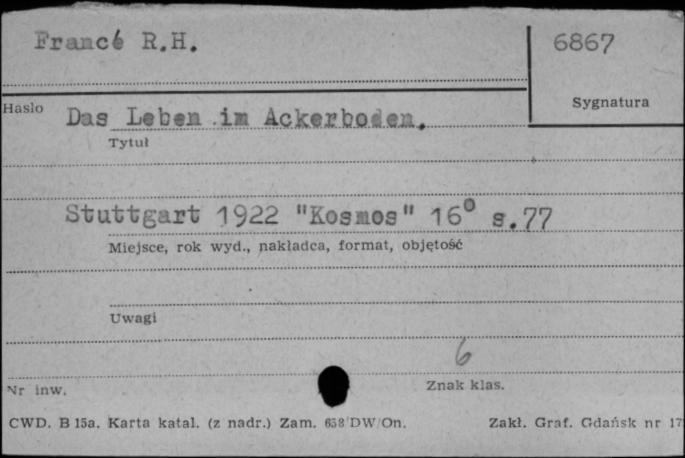 Francé R.H.
6867
Hasło
Sygnatura
Das Leben im Ackerboden.
Tytuł
Stuttgart 1922 "Kosmos" 16° s.77
Miejsce, rok wyd., nakładca, format, objętość
Uwagi
6
Nr inw.
Znak klas.
CWD. B 15a. Karta katal. (z nadr.) Zam. 658/DW/On. Zakł. Graf. Gdańsk nr 17